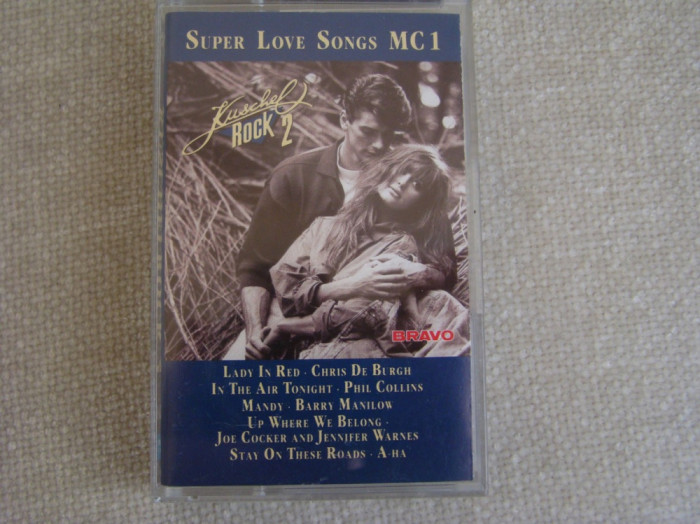 SUPER LOVE SONGS MC 1
Kuschel
ROCK 2
BRAVO
LADY IN RED · CHRIS DE BURGH
IN THE AIR TONIGHT · PHIL COLLINS
MANDY · BARRY MANILOW
UP WHERE WE BELONG ·
JOE COCKER AND JENNIFER WARNES
STAY ON THESE ROADS · A-HA